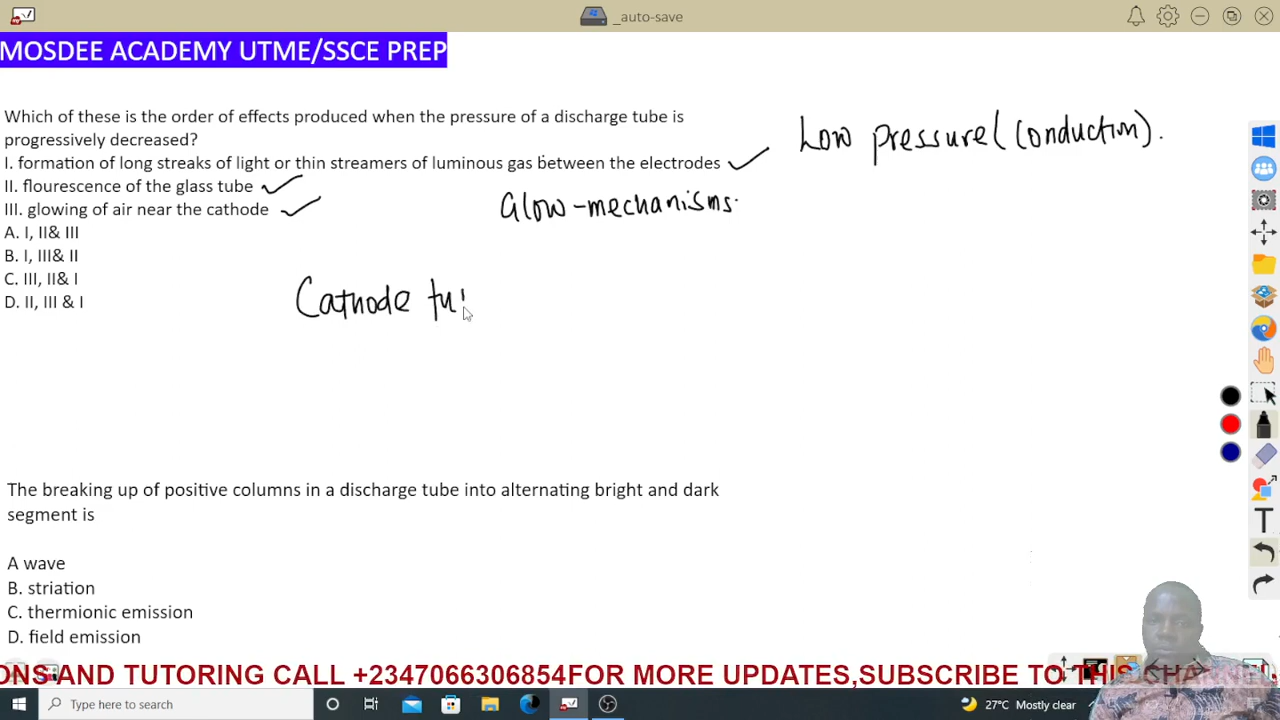 _auto-save
MOSDEE ACADEMY UTME/SSCE PREP
Which of these is the order of effects produced when the pressure of a discharge tube is
progressively decreased?
I. formation of long streaks of light or thin streamers of luminous gas between the electrodes
II. flourescence of the glass tube
III. glowing of air near the cathode
A. I, II& III
B. I, III& II
C. III, II& I
D. II, III & I
Low pressure(conduction).
Glow-mechanisms.
Cathode tu
The breaking up of positive columns in a discharge tube into alternating bright and dark
segment is
A wave
B. striation
C. thermionic emission
D. field emission
ONS AND TUTORING CALL +2347066306854FOR MORE UPDATES,SUBSCRIBE TO THIS CHA
Type here to search
27°C Mostly clear